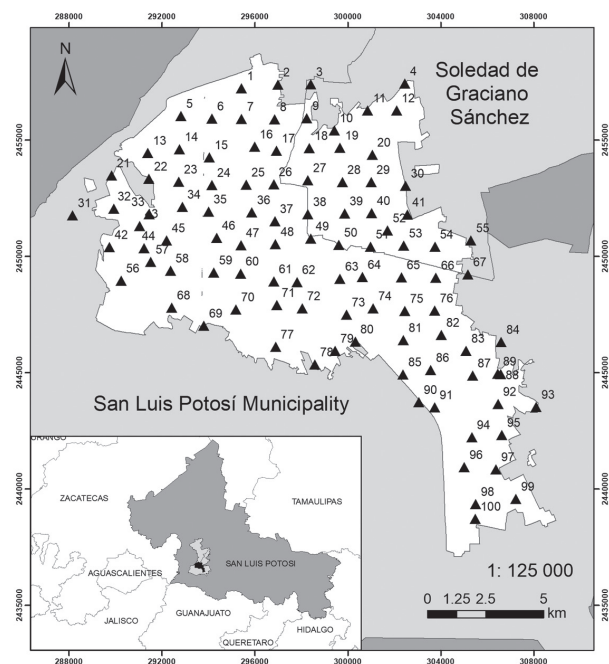 288000 292000 296000 300000 304000 308000
N
Soledad de
Graciano
Sánchez
1 2 3 4
5 6 7 8 9 10 11 12
13 14 15 16 17 18 19 20
21 22 23 24 25 26 27 28 29 30
31 32 33 34 35 36 37 38 39 40 41
42 3 44 45 46 47 48 49 50 51 52 53 54 55
56 57 58 59 60 61 62 63 64 65 66 67
68 69 70 71 72 73 74 75 76
77 78 79 80 81 82 83 84
85 86 87 88 89
90 91 92 93
94 95
96 97
98 99
100
2455000
2450000
2445000
2440000
2435000
2455000
2450000
2445000
2440000
2435000
San Luis Potosí Municipality
ZACATECAS
TAMAULIPAS
SAN LUIS POTOSI
AGUASCALIENTES
JALISCO
GUANAJUATO
QUERETARO
HIDALGO
1: 125 000
0 1.25 2.5 5
km
288000 292000 296000 300000 304000 308000